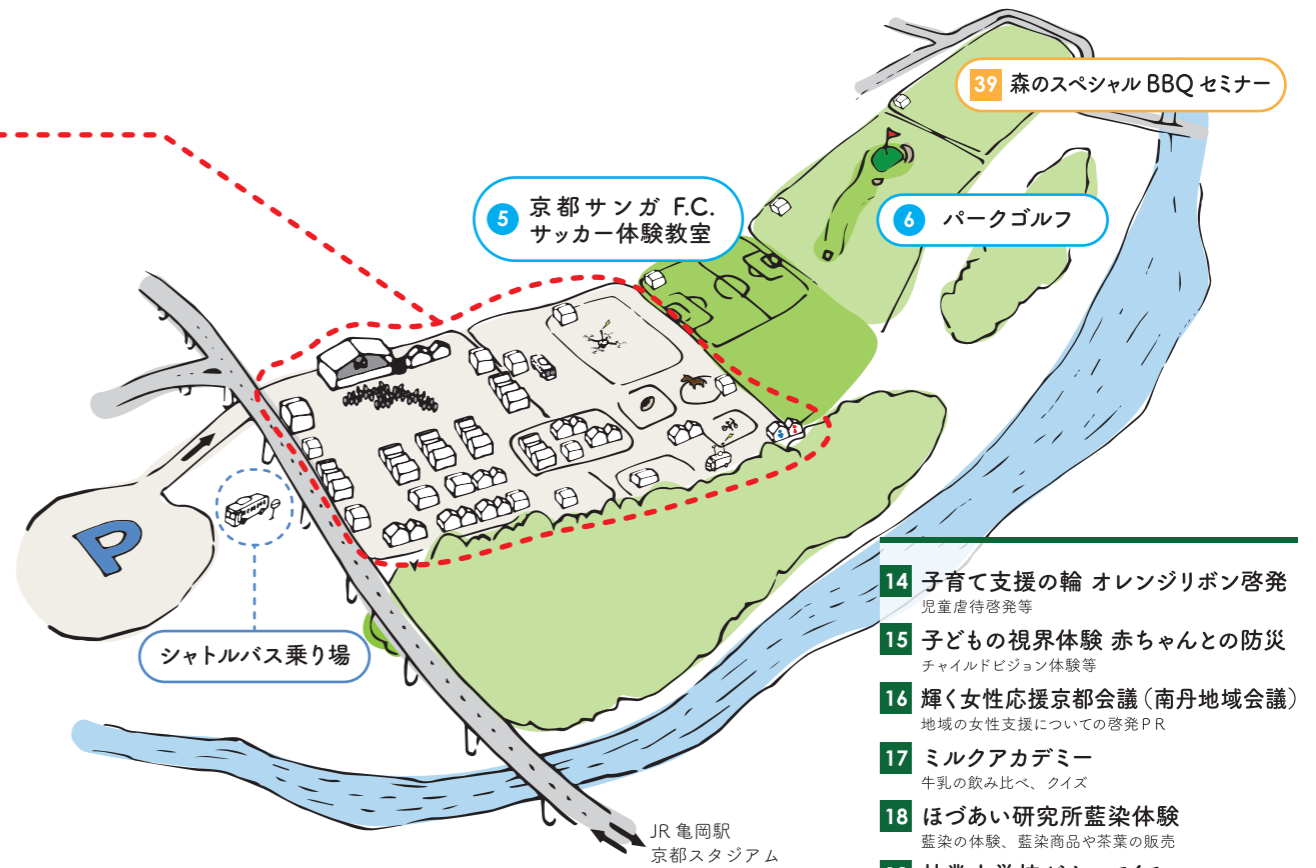 39 森のスペシャル BBQ セミナー
5 京都サンガ F.C.
サッカー体験教室
6 パークゴルフ
P
シャトルバス乗り場
JR 亀岡駅
京都スタジアム
14 子育て支援の輪 オレンジリボン啓発
児童虐待啓発等
15 子どもの視界体験 赤ちゃんとの防災
チャイルドビジョン体験等
16 輝く女性応援京都会議（南丹地域会議）
地域の女性支援についての啓発PR
17 ミルクアカデミー
牛乳の飲み比べ、クイズ
18 ほづあい研究所藍染体験
藍染の体験、藍染商品や茶葉の販売